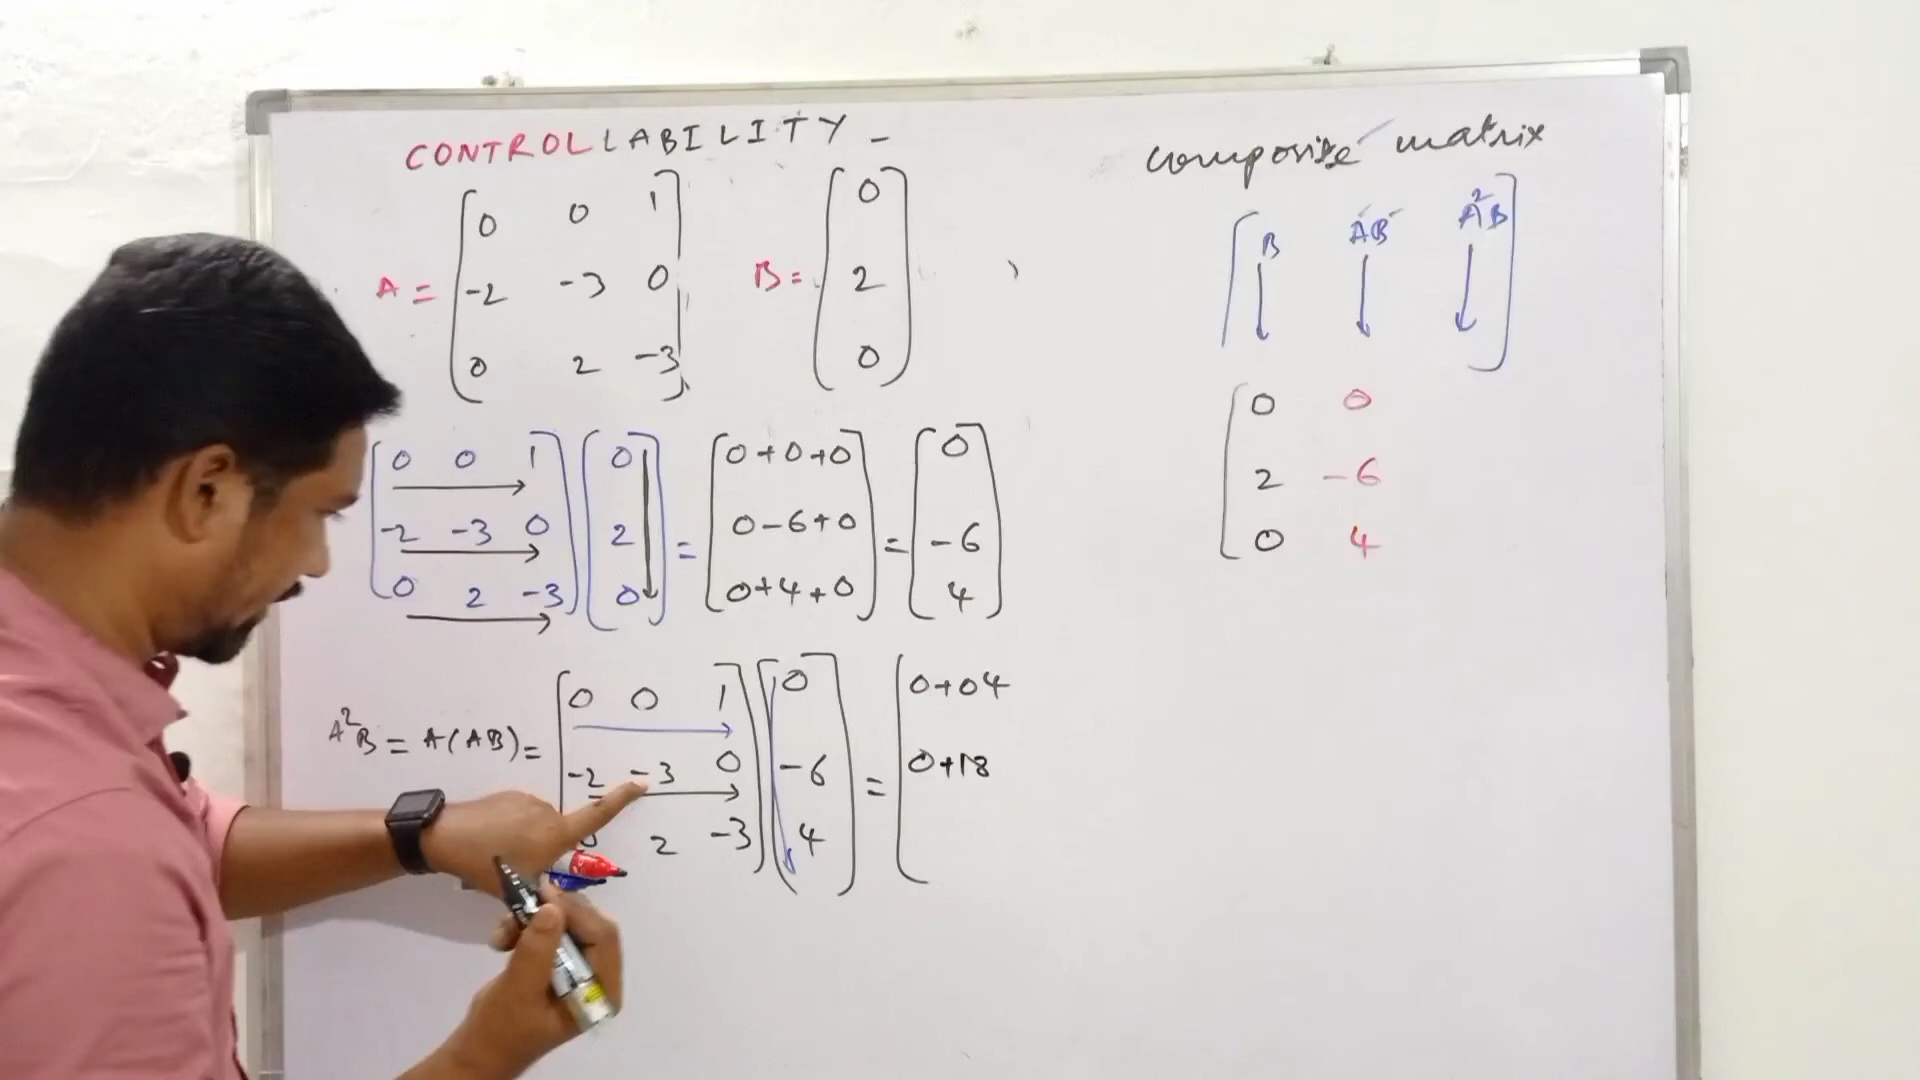 CONTROLLABILITY -
A = [0 0 1
-2 -3 0
0 2 -3]
B = [0
2
0]
[0 0 1
-2 -3 0
0 2 -3] [0
2
0] = [0+0+0
0-6+0
0+4+0] = [0
-6
4]
A²B = A(AB) = [0 0 1
-2 -3 0
2 -3] [0
-6
4] = [0+04
0+18
composite matrix
[B AB A²B]
[0 0
2 -6
0 4